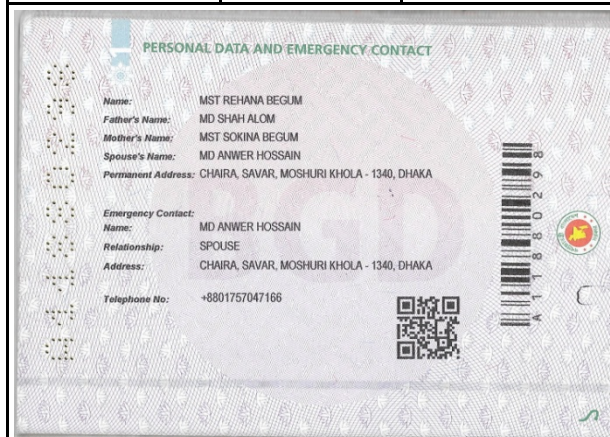 PERSONAL DATA AND EMERGENCY CONTACT
Name: MST REHANA BEGUM
Father's Name: MD SHAH ALOM
Mother's Name: MST SOKINA BEGUM
Spouse's Name: MD ANWER HOSSAIN
Permanent Address: CHAIRA, SAVAR, MOSHURI KHOLA - 1340, DHAKA
Emergency Contact:
Name: MD ANWER HOSSAIN
Relationship: SPOUSE
Address: CHAIRA, SAVAR, MOSHURI KHOLA - 1340, DHAKA
Telephone No: +8801757047166
BGD
A11880298